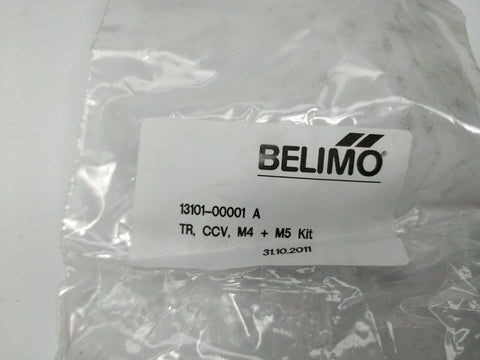 BELIMO®
13101-00001 A
TR, CCV, M4 + M5 Kit
31.10.2011